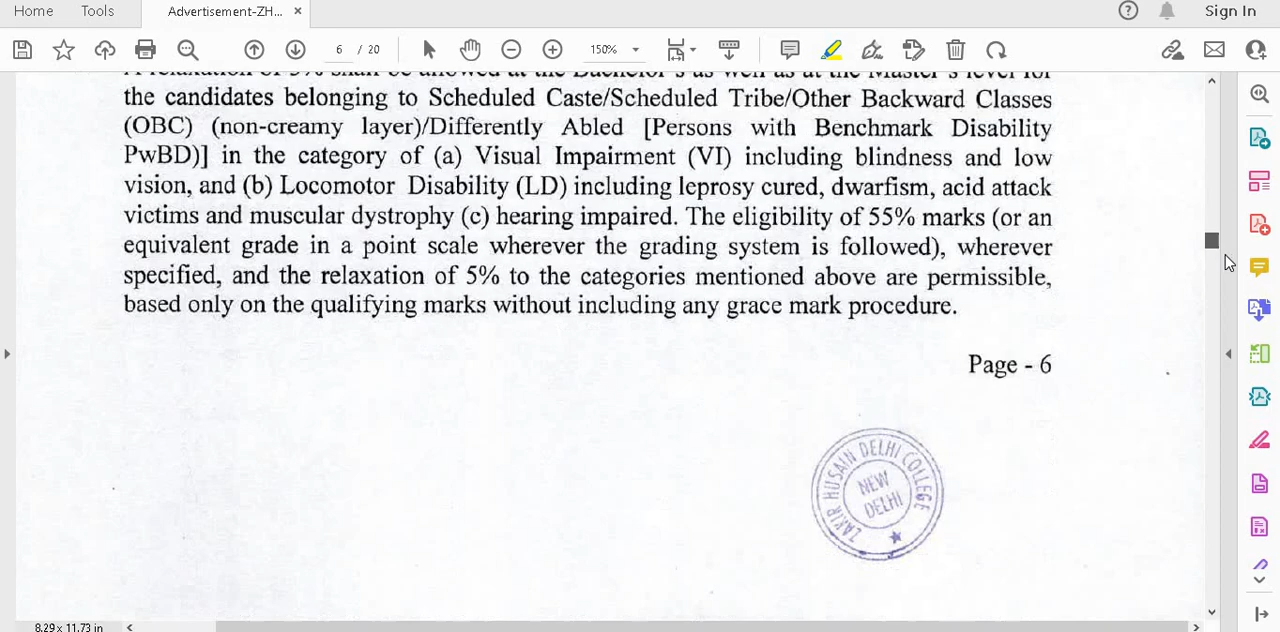 Home Tools Advertisement-ZH... × Sign In
6 / 20 150%
A relaxation of 5% shall be allowed at the Bachelor's as well as at the Master's level for
the candidates belonging to Scheduled Caste/Scheduled Tribe/Other Backward Classes
(OBC) (non-creamy layer)/Differently Abled [Persons with Benchmark Disability
PwBD)] in the category of (a) Visual Impairment (VI) including blindness and low
vision, and (b) Locomotor Disability (LD) including leprosy cured, dwarfism, acid attack
victims and muscular dystrophy (c) hearing impaired. The eligibility of 55% marks (or an
equivalent grade in a point scale wherever the grading system is followed), wherever
specified, and the relaxation of 5% to the categories mentioned above are permissible,
based only on the qualifying marks without including any grace mark procedure.
Page - 6
ZAKIR HUSAIN DELHI COLLEGE
NEW
DELHI
8.29 x 11.73 in